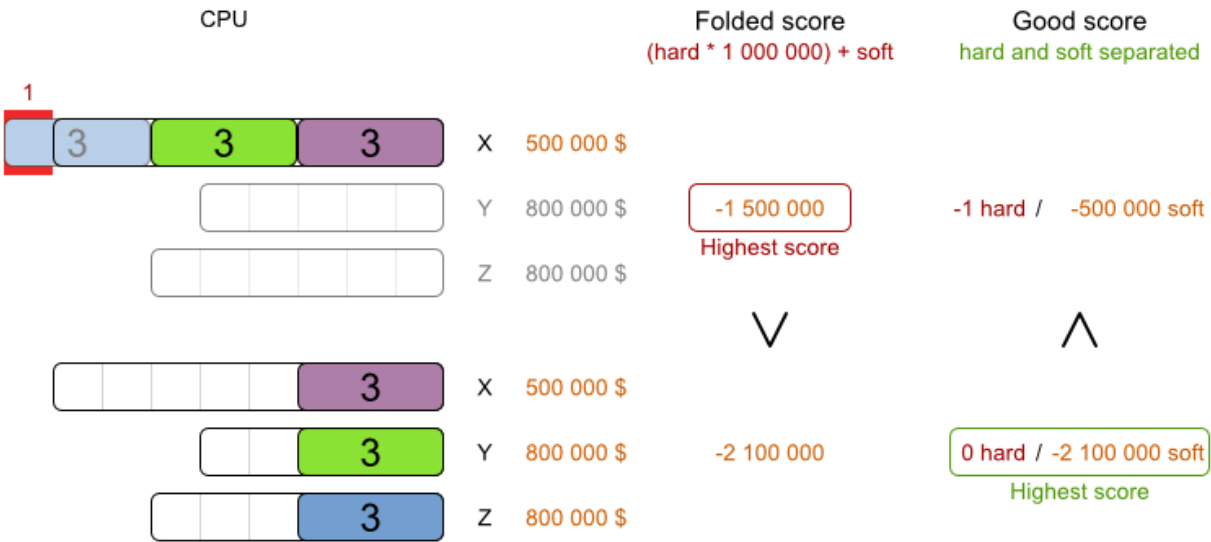 CPU
Folded score
Good score
(hard * 1 000 000) + soft
hard and soft separated
1
3 3 3 X 500 000 $
Y 800 000 $ -1 500 000 -1 hard / -500 000 soft
Highest score
Z 800 000 $
3 X 500 000 $
3 Y 800 000 $ -2 100 000 0 hard / -2 100 000 soft
Highest score
3 Z 800 000 $